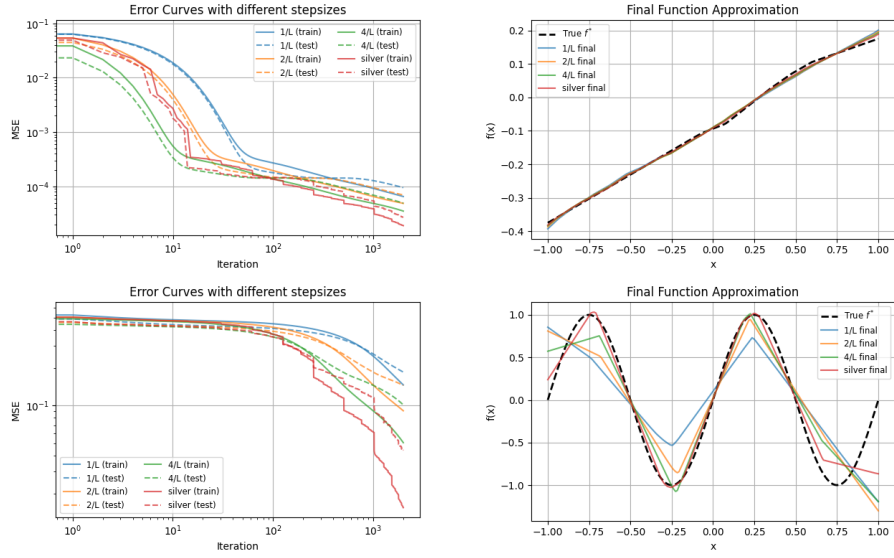 Error Curves with different stepsizes
10⁻¹
10⁻²
10⁻³
10⁻⁴
MSE
10⁰ 10¹ 10² 10³
Iteration
1/L (train)
1/L (test)
2/L (train)
2/L (test)
4/L (train)
4/L (test)
silver (train)
silver (test)
Final Function Approximation
0.2
0.1
0.0
−0.1
−0.2
−0.3
−0.4
f(x)
−1.00 −0.75 −0.50 −0.25 0.00 0.25 0.50 0.75 1.00
x
True f*
1/L final
2/L final
4/L final
silver final
Error Curves with different stepsizes
10⁻¹
MSE
10⁰ 10¹ 10² 10³
Iteration
1/L (train)
1/L (test)
2/L (train)
2/L (test)
4/L (train)
4/L (test)
silver (train)
silver (test)
Final Function Approximation
1.0
0.5
0.0
−0.5
−1.0
f(x)
−1.00 −0.75 −0.50 −0.25 0.00 0.25 0.50 0.75 1.00
x
True f*
1/L final
2/L final
4/L final
silver final